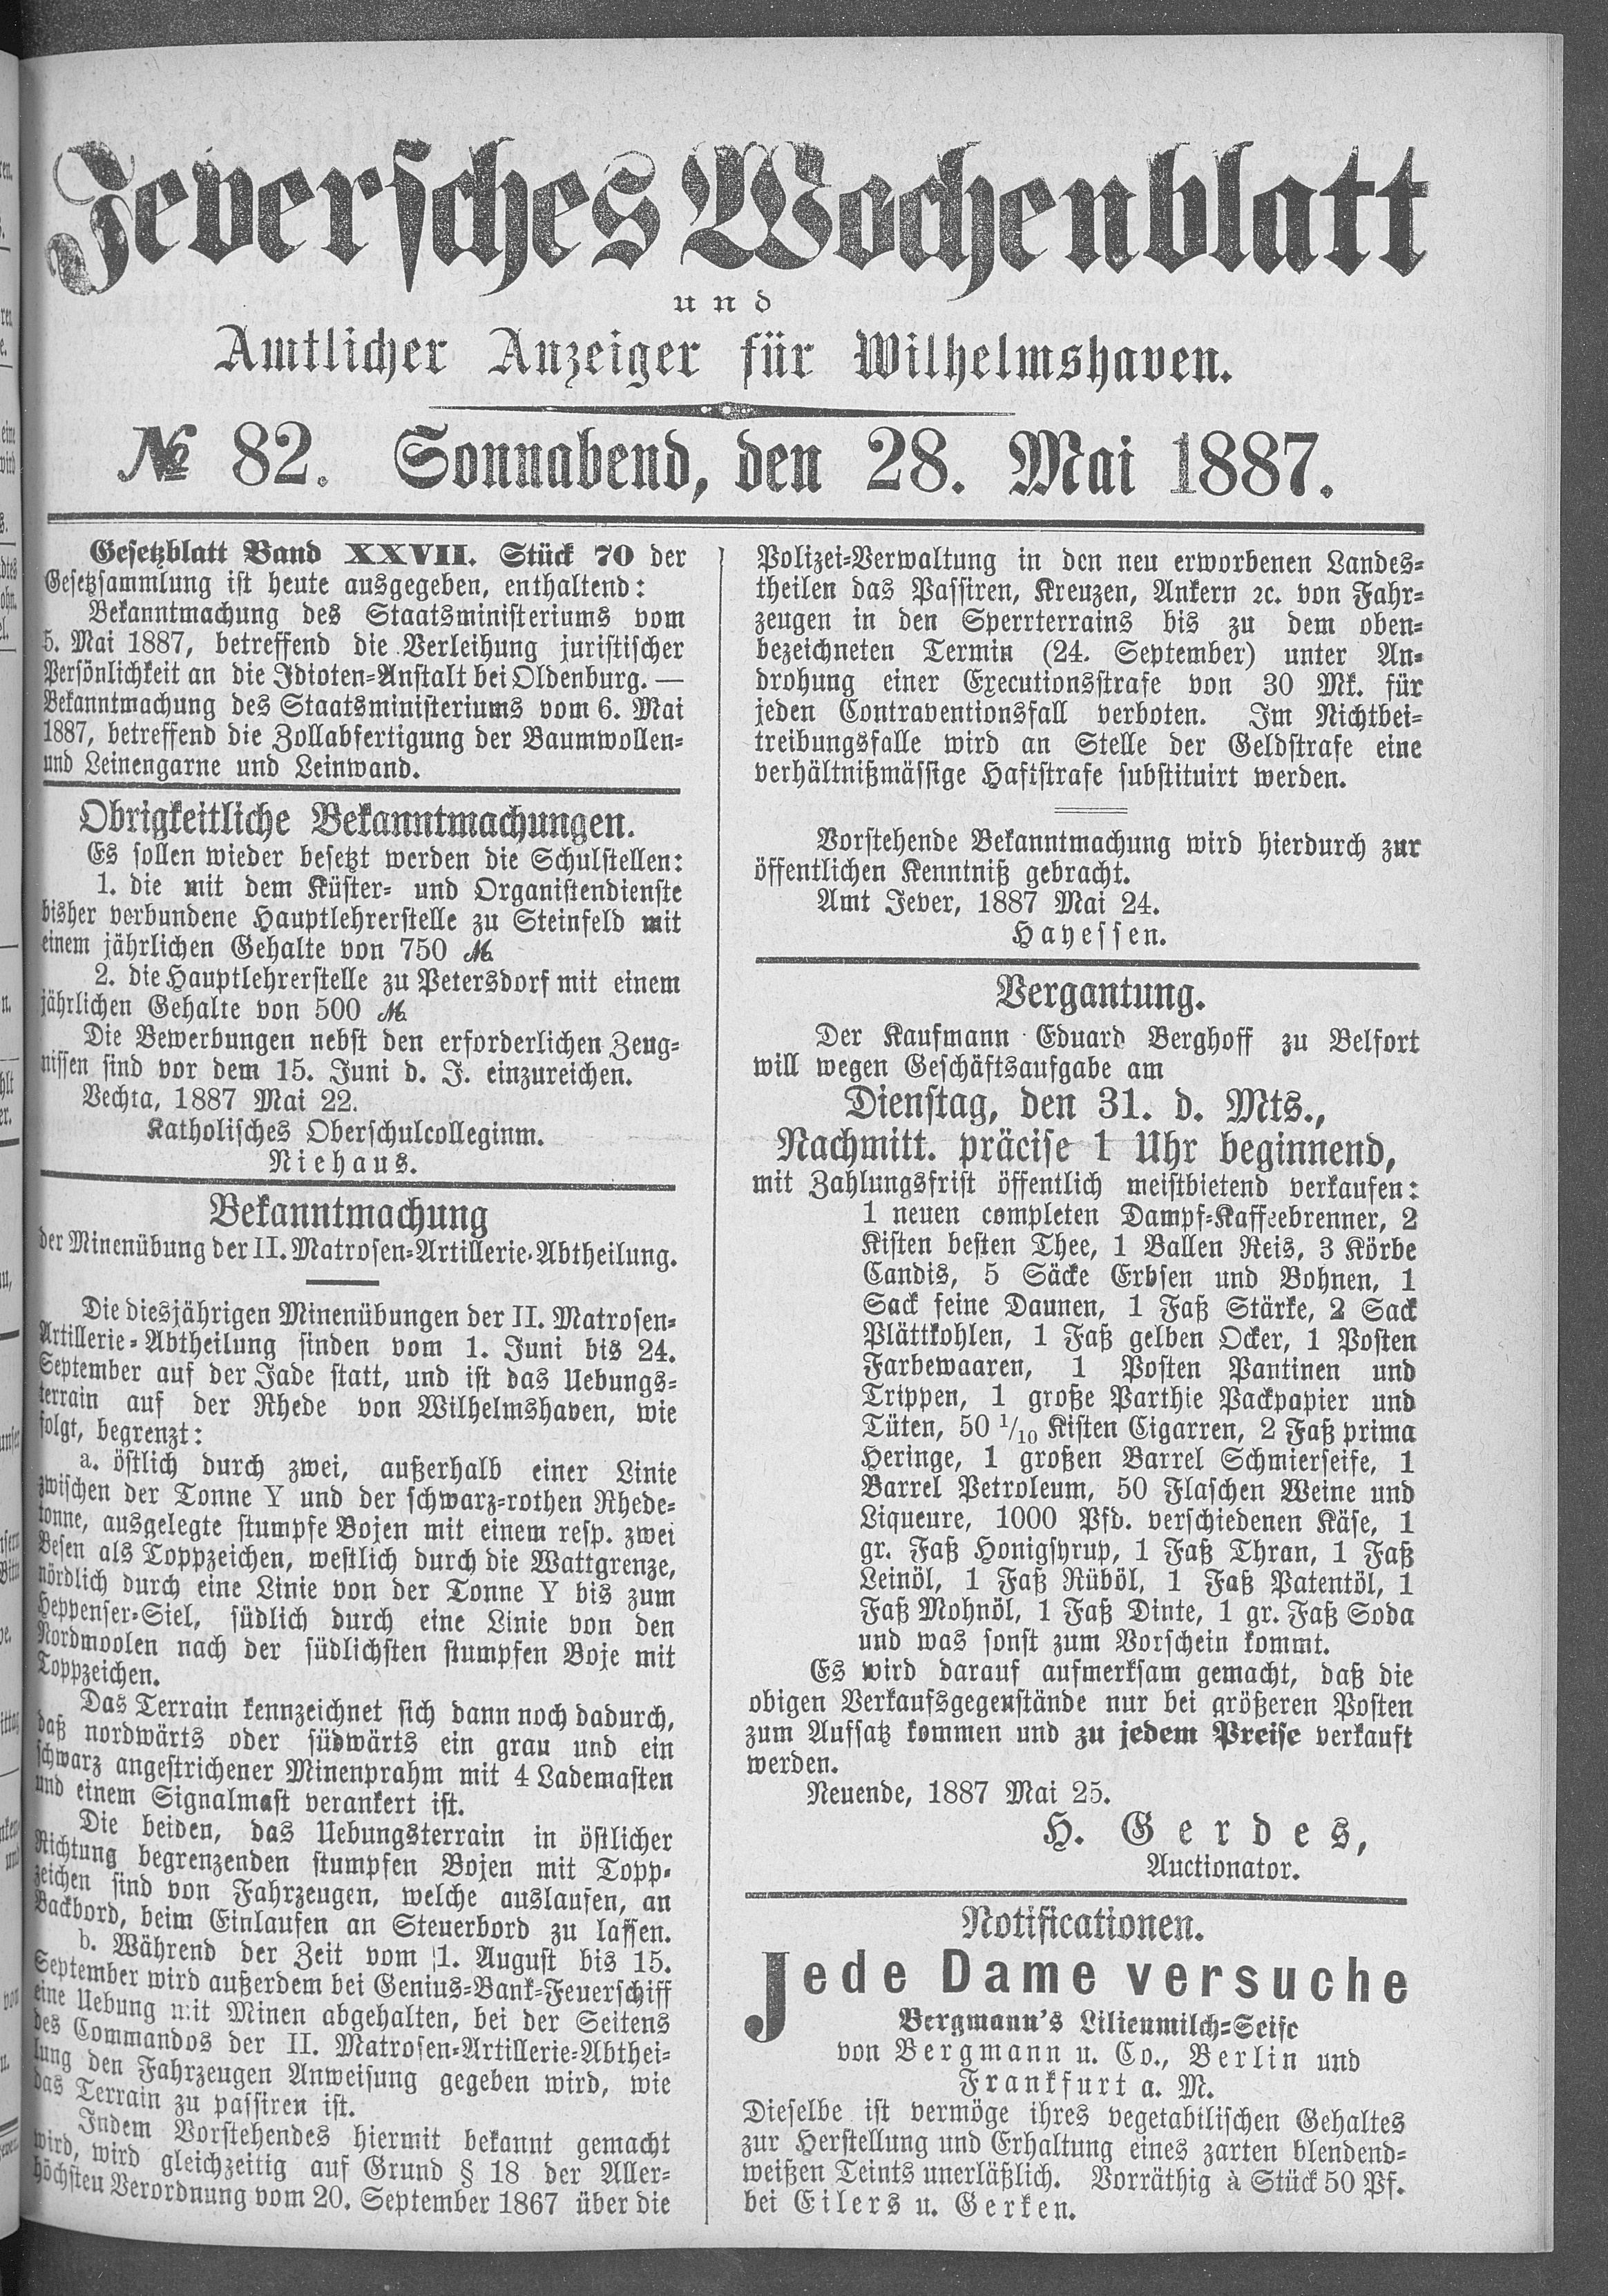 Jeversches Wochenblatt
und
Amtlicher Anzeiger für Wilhelmshaven.
№ 82. Sonnabend, den 28. Mai 1887.
Gesetzblatt Band XXVII. Stück 70 der
Gesetzsammlung ist heute ausgegeben, enthaltend:
Bekanntmachung des Staatsministeriums vom
5. Mai 1887, betreffend die Verleihung juristischer
Persönlichkeit an die Idioten-Anstalt bei Oldenburg. —
Bekanntmachung des Staatsministeriums vom 6. Mai
1887, betreffend die Zollabfertigung der Baumwollen-
und Leinengarne und Leinwand.
Obrigkeitliche Bekanntmachungen.
Es sollen wieder besetzt werden die Schulstellen:
1. die mit dem Küster- und Organistendienste
bisher verbundene Hauptlehrerstelle zu Steinfeld mit
einem jährlichen Gehalte von 750 ℳ
2. die Hauptlehrerstelle zu Petersdorf mit einem
jährlichen Gehalte von 500 ℳ
Die Bewerbungen nebst den erforderlichen Zeug-
nissen sind vor dem 15. Juni d. J. einzureichen.
Vechta, 1887 Mai 22.
Katholisches Oberschulcolleginm.
Niehaus.
Bekanntmachung
der Minenübung der II. Matrosen-Artillerie-Abtheilung.
Die diesjährigen Minenübungen der II. Matrosen-
Artillerie-Abtheilung finden vom 1. Juni bis 24.
September auf der Jade statt, und ist das Uebungs-
terrain auf der Rhede von Wilhelmshaven, wie
folgt, begrenzt:
a. östlich durch zwei, außerhalb einer Linie
zwischen der Tonne Y und der schwarz-rothen Rhede-
tonne, ausgelegte stumpfe Bojen mit einem resp. zwei
Besen als Toppzeichen, westlich durch die Wattgrenze,
nördlich durch eine Linie von der Tonne Y bis zum
Heppenser-Siel, südlich durch eine Linie von den
Nordmoolen nach der südlichsten stumpfen Boje mit
Toppzeichen.
Das Terrain kennzeichnet sich dann noch dadurch,
daß nordwärts oder südwärts ein grau und ein
schwarz angestrichener Minenprahm mit 4 Lademasten
und einem Signalmast verankert ist.
Die beiden, das Uebungsterrain in östlicher
Richtung begrenzenden stumpfen Bojen mit Topp-
zeichen sind von Fahrzeugen, welche auslaufen, an
Backbord, beim Einlaufen an Steuerbord zu lassen.
b. Während der Zeit vom 1. August bis 15.
September wird außerdem bei Genius-Bank-Feuerschiff
eine Uebung mit Minen abgehalten, bei der Seitens
des Commandos der II. Matrosen-Artillerie-Abthei-
lung den Fahrzeugen Anweisung gegeben wird, wie
das Terrain zu passiren ist.
Indem Vorstehendes hiermit bekannt gemacht
wird, wird gleichzeitig auf Grund § 18 der Aller-
höchsten Verordnung vom 20. September 1867 über die
Polizei-Verwaltung in den neu erworbenen Landes-
theilen das Passiren, Kreuzen, Ankern ꝛc. von Fahr-
zeugen in den Sperrterrains bis zu dem oben-
bezeichneten Termin (24. September) unter An-
drohung einer Executionsstrafe von 30 Mk. für
jeden Contraventionsfall verboten. Im Nichtbei-
treibungsfalle wird an Stelle der Geldstrafe eine
verhältnißmässige Haftstrafe substituirt werden.
Vorstehende Bekanntmachung wird hierdurch zur
öffentlichen Kenntniß gebracht.
Amt Jever, 1887 Mai 24.
Hayessen.
Vergantung.
Der Kaufmann Eduard Berghoff zu Belfort
will wegen Geschäftsaufgabe am
Dienstag, den 31. d. Mts.,
Nachmitt. präcise 1 Uhr beginnend,
mit Zahlungsfrist öffentlich meistbietend verkaufen:
1 neuen completen Dampf-Kaffeebrenner, 2
Kisten besten Thee, 1 Ballen Reis, 3 Körbe
Candis, 5 Säcke Erbsen und Bohnen, 1
Sack feine Daunen, 1 Faß Stärke, 2 Sack
Plättkohlen, 1 Faß gelben Ocker, 1 Posten
Farbewaaren, 1 Posten Pantinen und
Trippen, 1 große Parthie Packpapier und
Tüten, 50 1/10 Kisten Cigarren, 2 Faß prima
Heringe, 1 großen Barrel Schmierseife, 1
Barrel Petroleum, 50 Flaschen Weine und
Liqueure, 1000 Pfd. verschiedenen Käse, 1
gr. Faß Honigsyrup, 1 Faß Thran, 1 Faß
Leinöl, 1 Faß Rüböl, 1 Faß Patentöl, 1
Faß Mohnöl, 1 Faß Dinte, 1 gr. Faß Soda
und was sonst zum Vorschein kommt.
Es wird darauf aufmerksam gemacht, daß die
obigen Verkaufsgegenstände nur bei größeren Posten
zum Aufsatz kommen und zu jedem Preise verkauft
werden.
Neuende, 1887 Mai 25.
H. Gerdes,
Auctionator.
Notificationen.
Jede Dame versuche
Bergmann's Lilienmilch-Seife
von Bergmann u. Co., Berlin und
Frankfurt a. M.
Dieselbe ist vermöge ihres vegetabilischen Gehaltes
zur Herstellung und Erhaltung eines zarten blendend-
weißen Teints unerläßlich. Vorräthig à Stück 50 Pf.
bei Eilers u. Gerken.